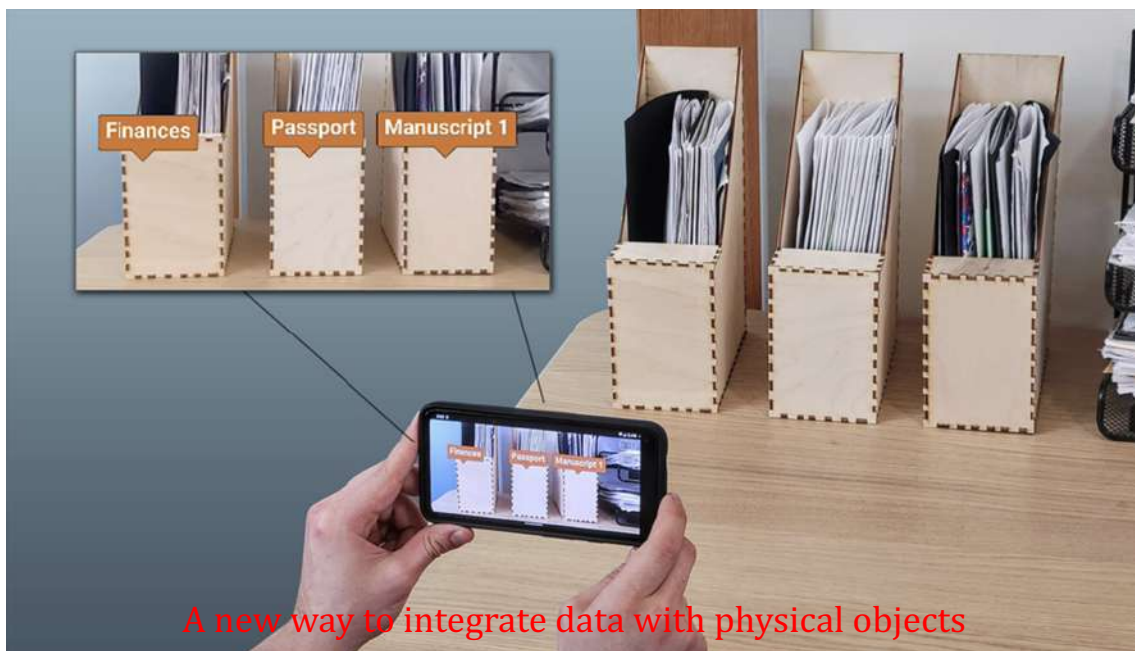 Finances
Passport
Manuscript 1
Finances
Passport
Manuscript 1
A new way to integrate data with physical objects